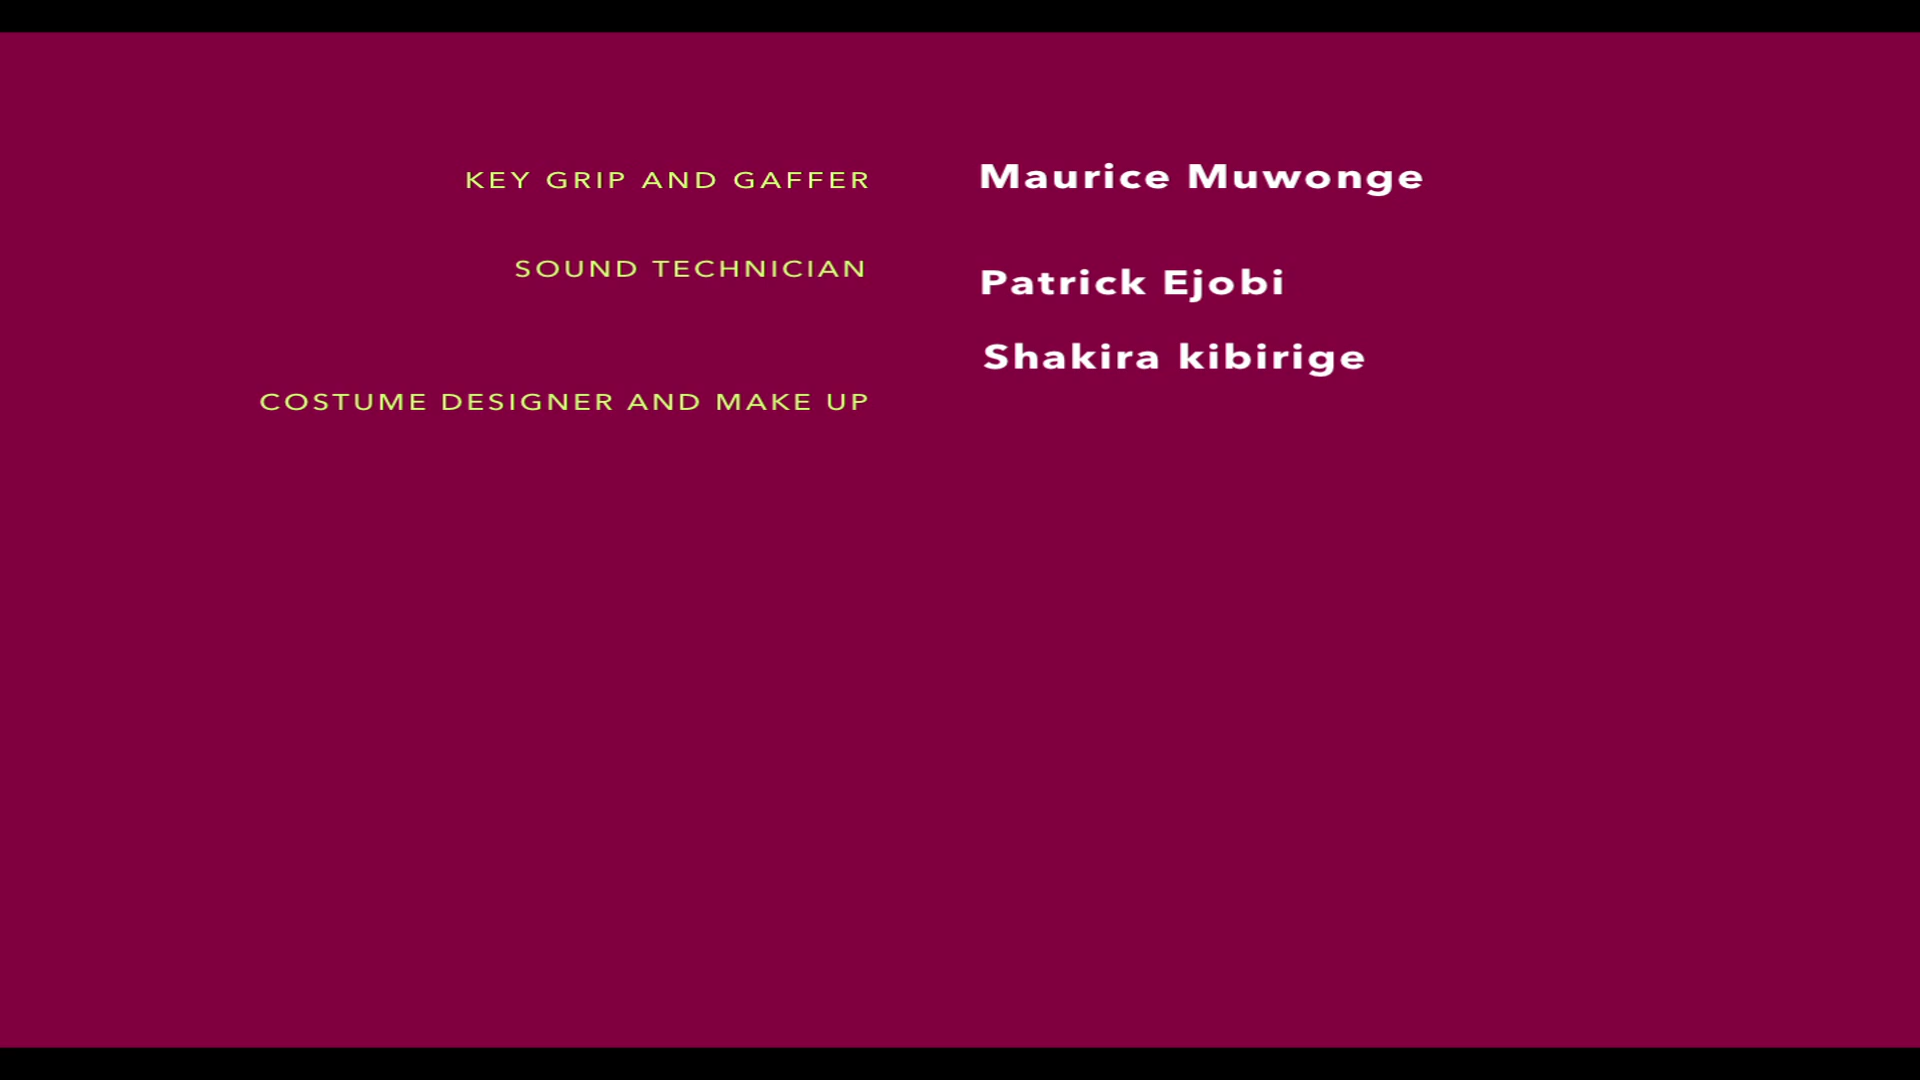 KEY GRIP AND GAFFER Maurice Muwonge
SOUND TECHNICIAN Patrick Ejobi
Shakira kibirige
COSTUME DESIGNER AND MAKE UP